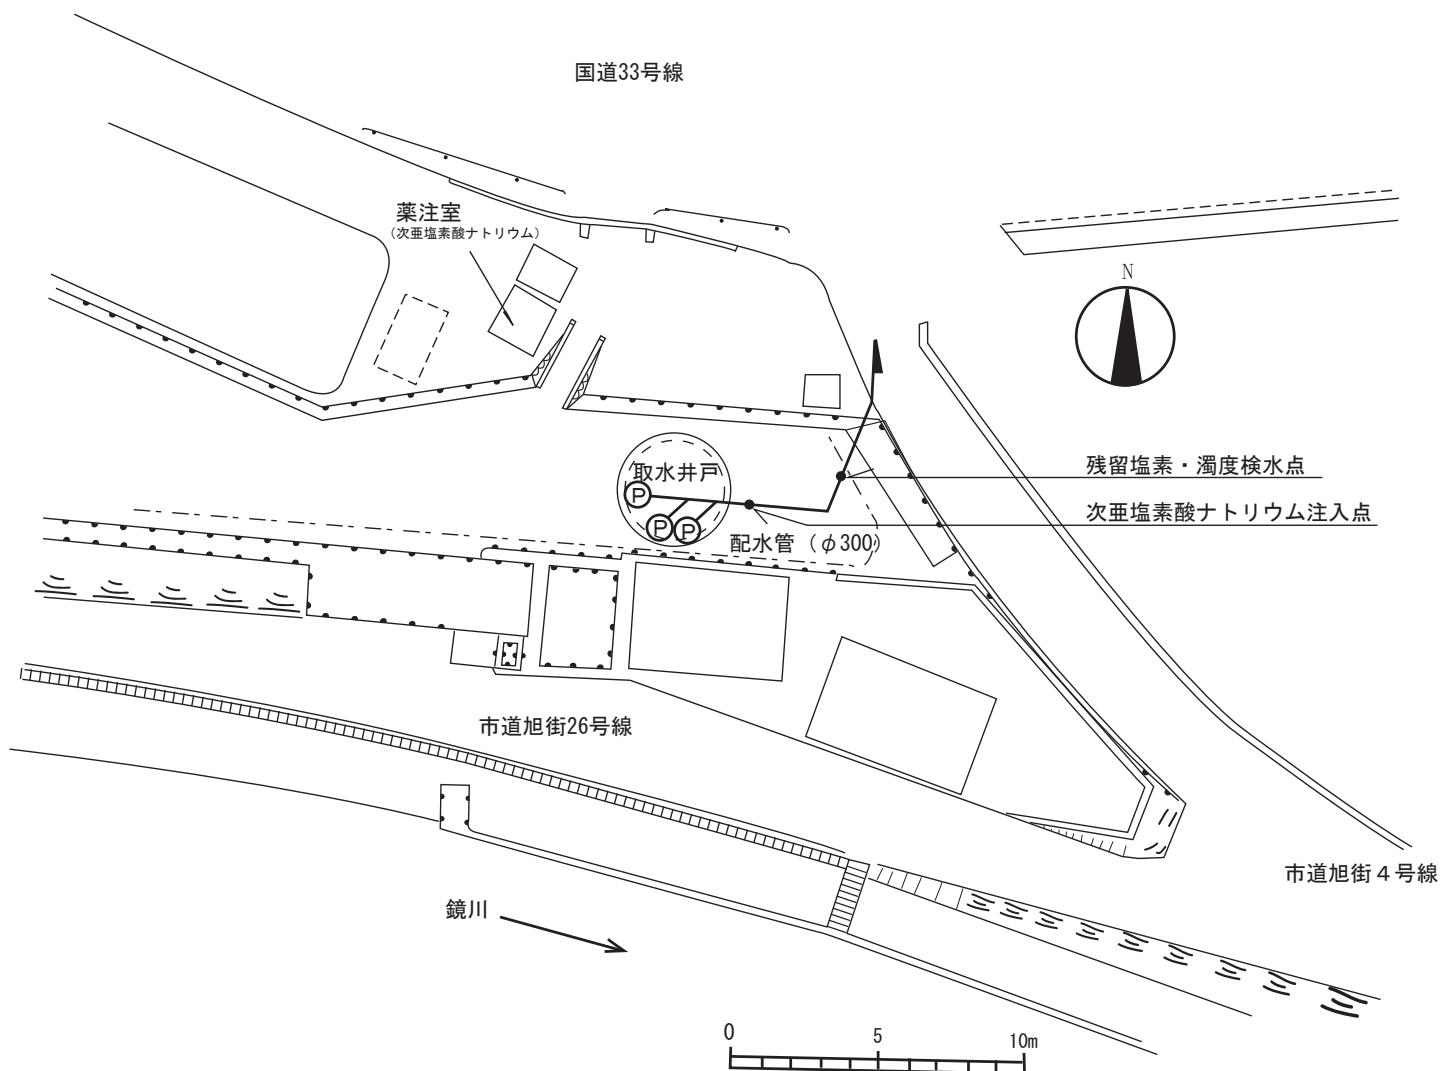 国道33号線
薬注室
(次亜塩素酸ナトリウム)
N
取水井戸
P
P
P
残留塩素・濁度検水点
次亜塩素酸ナトリウム注入点
配水管（φ300）
市道旭街26号線
市道旭街４号線
鏡川
0
5
10m